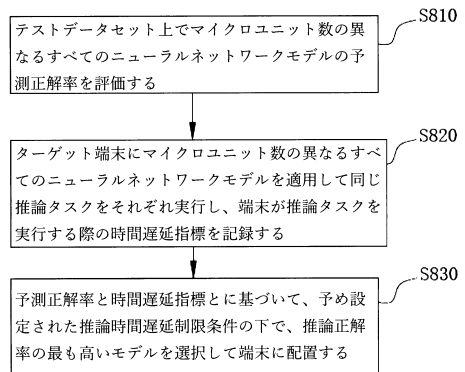 S810
テストデータセット上でマイクロユニット数の異
なるすべてのニューラルネットワークモデルの予
測正解率を評価する
S820
ターゲット端末にマイクロユニット数の異なるすべ
てのニューラルネットワークモデルを適用して同じ
推論タスクをそれぞれ実行し、端末が推論タスクを
実行する際の時間遅延指標を記録する
S830
予測正解率と時間遅延指標とに基づいて、予め設
定された推論時間遅延制限条件の下で、推論正解
率の最も高いモデルを選択して端末に配置する